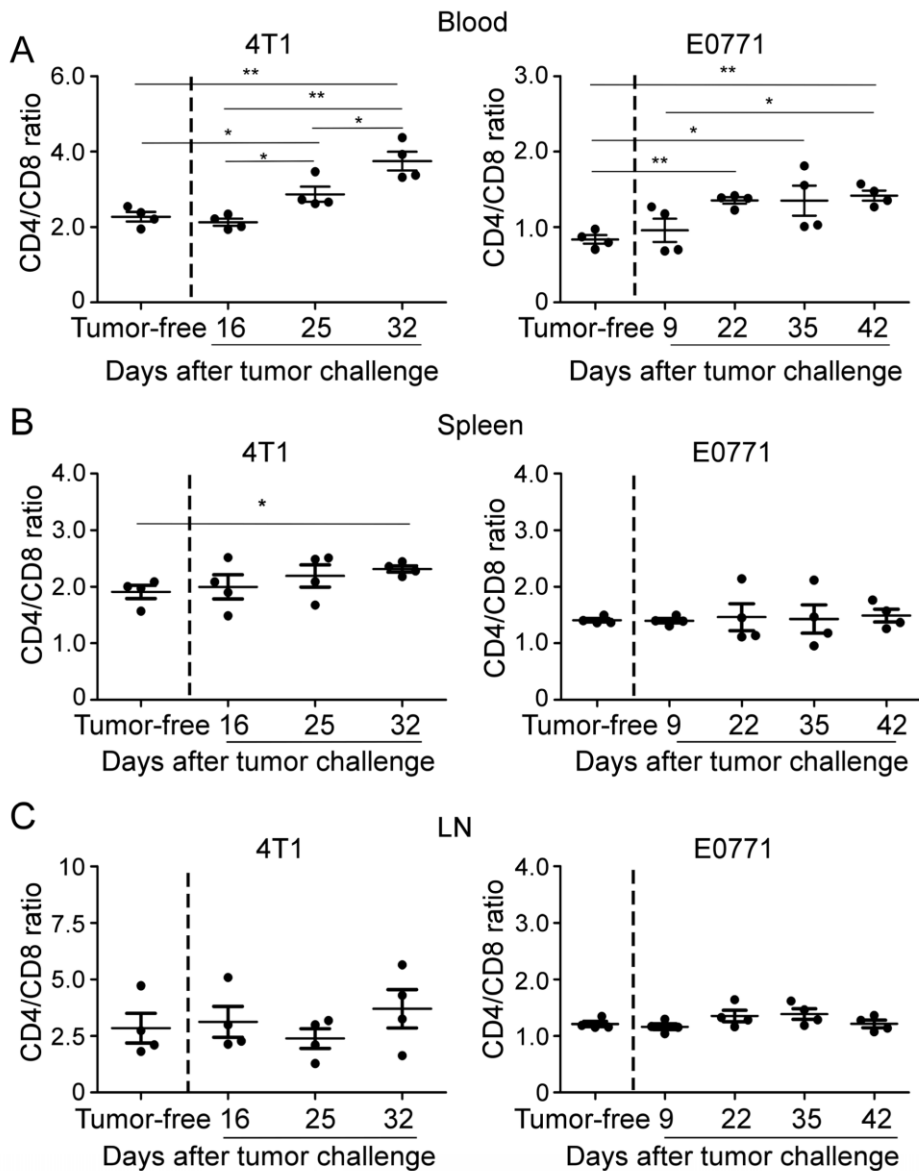 Blood
A
4T1
E0771
CD4/CD8 ratio
6.0
4.0
2.0
0
**
**
*
*
*
Tumor-free 16 25 32
Days after tumor challenge
CD4/CD8 ratio
3.0
2.0
1.0
0
**
*
*
**
Tumor-free 9 22 35 42
Days after tumor challenge
B
Spleen
4T1
E0771
CD4/CD8 ratio
4.0
3.0
2.0
1.0
0
*
Tumor-free 16 25 32
Days after tumor challenge
CD4/CD8 ratio
4.0
3.0
2.0
1.0
0
Tumor-free 9 22 35 42
Days after tumor challenge
C
LN
4T1
E0771
CD4/CD8 ratio
10
7.5
5.0
2.5
0
Tumor-free 16 25 32
Days after tumor challenge
CD4/CD8 ratio
4.0
3.0
2.0
1.0
0
Tumor-free 9 22 35 42
Days after tumor challenge